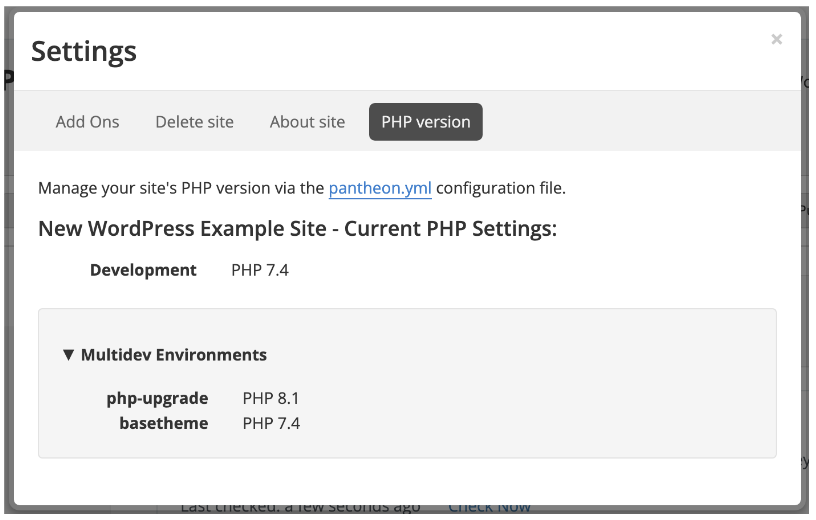 Settings
×
Add Ons About site Delete site PHP version
Manage your site's PHP version via the pantheon.yml configuration file.
New WordPress Example Site - Current PHP Settings:
Development PHP 7.4
▼ Multidev Environments
php-upgrade PHP 8.1
basetheme PHP 7.4
Last checked: a few seconds ago Check Now